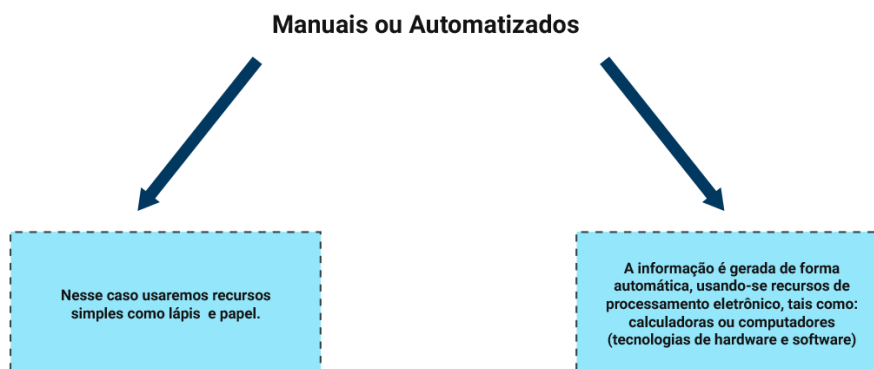 Manuais ou Automatizados
Nesse caso usaremos recursos
simples como lápis e papel.
A informação é gerada de forma
automática, usando-se recursos de
processamento eletrônico, tais como:
calculadoras ou computadores
(tecnologias de hardware e software)